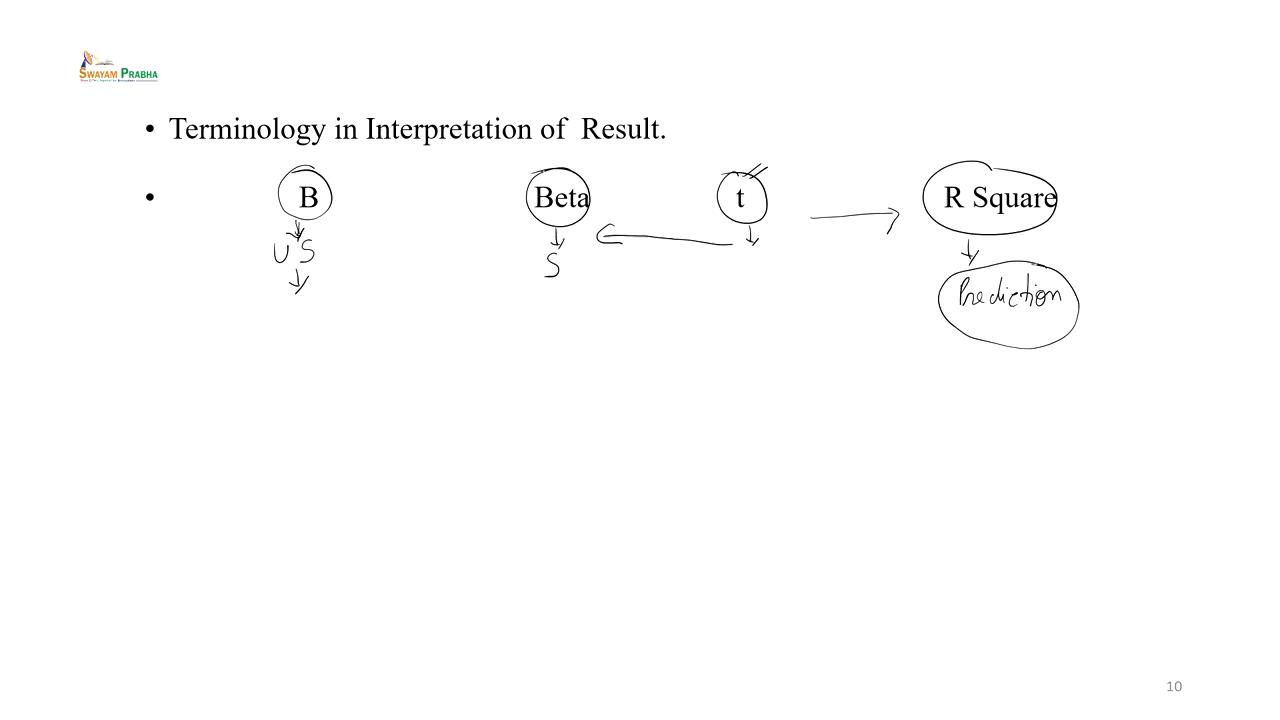 SWAYAM PRABHA
• Terminology in Interpretation of Result.
• B Beta t R Square
US
S
Prediction
10